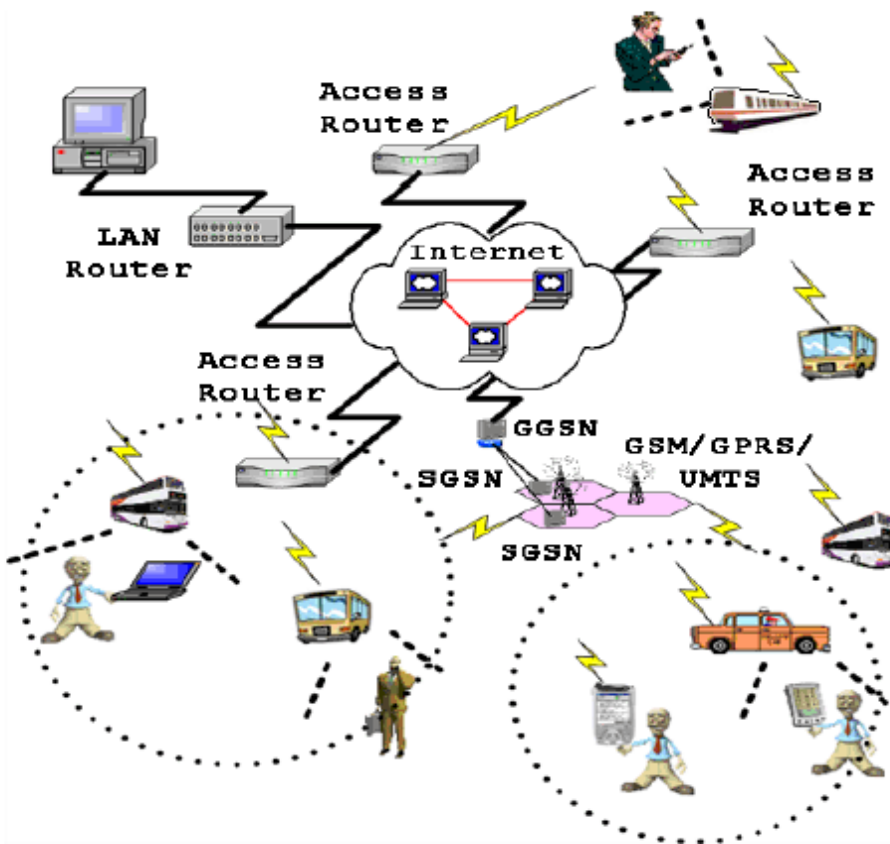 Access
Router
Access
Router
LAN
Router
Internet
Access
Router
GGSN
GSM/GPRS/
UMTS
SGSN
SGSN